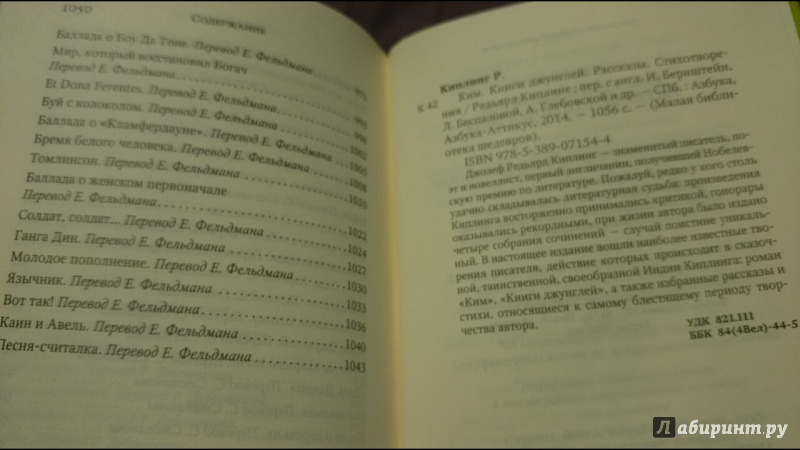 1050
Содержание
Баллада о Боу Да Тоне. Перевод Е. Фельдмана
Мир, который восстановил Богач
Перевод Е. Фельдмана
Et Dona Ferentes. Перевод Е. Фельдмана
Буй с колоколом. Перевод Е. Фельдмана
Баллада о «Клампердауне». Перевод Е. Фельдмана 1002
Бремя белого человека. Перевод Е. Фельдмана 1005
Томлинсон. Перевод Е. Фельдмана 1008
Баллада о женском первоначале 1010
Перевод Е. Фельдмана
Солдат, солдат... Перевод Е. Фельдмана 1022
Ганга Дин. Перевод Е. Фельдмана 1024
Молодое пополнение. Перевод Е. Фельдмана 1027
Язычник. Перевод Е. Фельдмана 1030
Вот так! Перевод Е. Фельдмана 1033
Каин и Авель. Перевод Е. Фельдмана 1036
Песня-считалка. Перевод Е. Фельдмана 1040
1043
Киплинг Р.
К 42 Ким. Книги джунглей. Рассказы. Стихотворе-
ния / Редьярд Киплинг ; пер. с англ. И. Бернштейн,
Л. Беспаловой, А. Глебовской и др. — СПб. : Азбука,
Азбука-Аттикус, 2014. — 1056 с. — (Малая библи-
отека шедевров).
ISBN 978-5-389-07154-4
Джозеф Редьярд Киплинг — знаменитый писатель, по-
эт и новеллист, первый англичанин, получивший Нобелев-
скую премию по литературе. Пожалуй, редко у кого столь
удачно складывалась литературная судьба: произведения
Киплинга восторженно принимались критикой, гонорары
оказывались рекордными, при жизни автора было издано
четыре собрания сочинений — случай поистине уникаль-
ный. В настоящее издание вошли наиболее известные тво-
рения писателя, действие которых происходит в сказоч-
ной, таинственной, своеобразной Индии Киплинга: роман
«Ким», «Книги джунглей», а также избранные рассказы и
стихи, относящиеся к самому блестящему периоду твор-
чества автора.
УДК 821.111
ББК 84(4Вел)-44-5
Лабиринт.ру